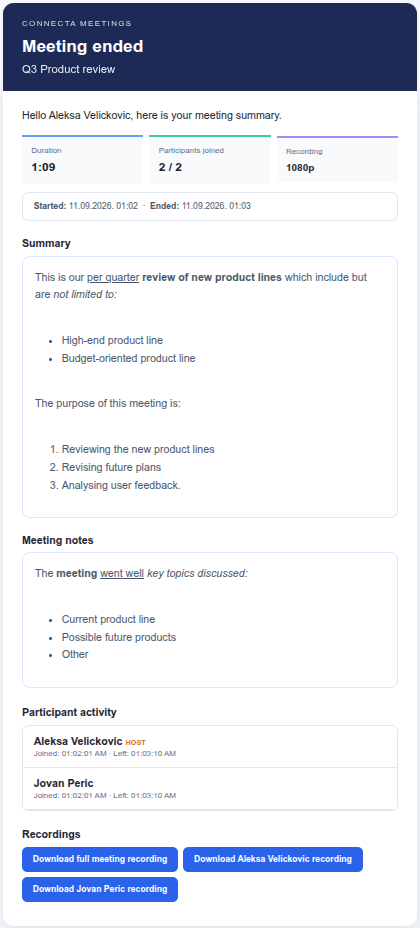 CONNECTA MEETINGS
Meeting ended
Q3 Product review
Hello Aleksa Velickovic, here is your meeting summary.
Duration
1:09
Participants joined
2 / 2
Recording
1080p
Started: 11.09.2026. 01:02 · Ended: 11.09.2026. 01:03
Summary
This is our per quarter review of new product lines which include but
are not limited to:
• High-end product line
• Budget-oriented product line
The purpose of this meeting is:
1. Reviewing the new product lines
2. Revising future plans
3. Analysing user feedback.
Meeting notes
The meeting went well key topics discussed:
• Current product line
• Possible future products
• Other
Participant activity
Aleksa Velickovic HOST
Joined: 01:02:01 AM · Left: 01:03:10 AM
Jovan Peric
Joined: 01:02:01 AM · Left: 01:03:10 AM
Recordings
Download full meeting recording
Download Aleksa Velickovic recording
Download Jovan Peric recording